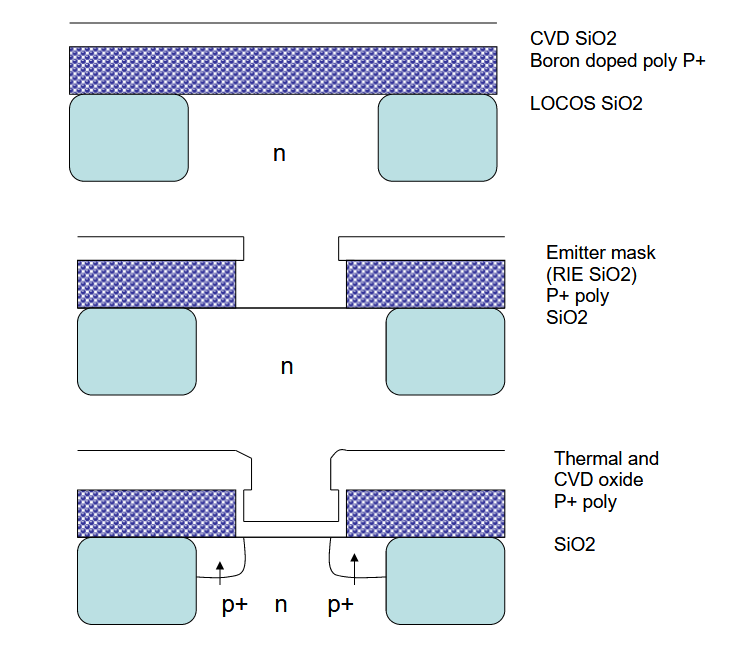 CVD SiO2
Boron doped poly P+
LOCOS SiO2
n
Emitter mask
(RIE SiO2)
P+ poly
SiO2
n
Thermal and
CVD oxide
P+ poly
SiO2
p+ n p+